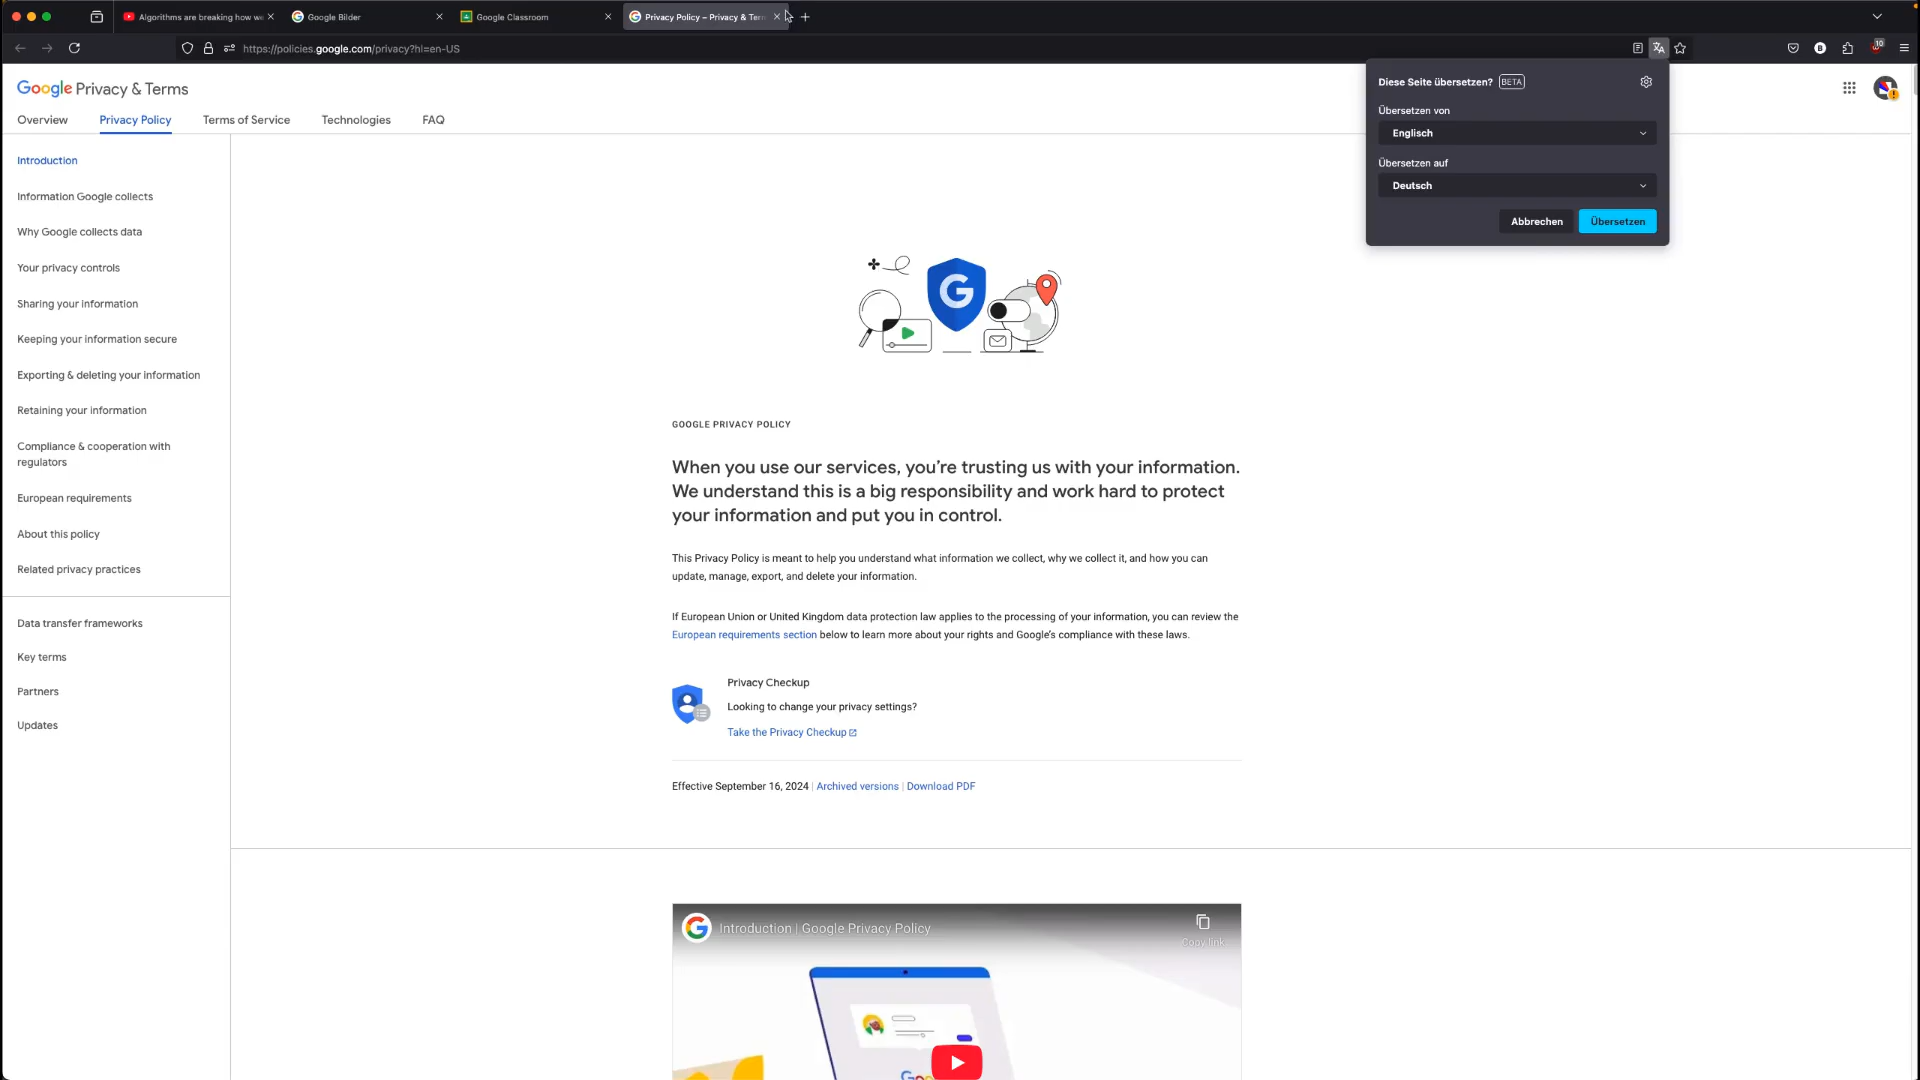 Algorithms are breaking how we
Google Bilder
Google Classroom
Privacy Policy – Privacy & Ter
https://policies.google.com/privacy?hl=en-US
10
Google Privacy & Terms
Overview
Privacy Policy
Terms of Service
Technologies
FAQ
Diese Seite übersetzen? BETA
Übersetzen von
Englisch
Übersetzen auf
Deutsch
Abbrechen
Übersetzen
Introduction
Information Google collects
Why Google collects data
Your privacy controls
Sharing your information
Keeping your information secure
Exporting & deleting your information
Retaining your information
Compliance & cooperation with
regulators
European requirements
About this policy
Related privacy practices
Data transfer frameworks
Key terms
Partners
Updates
G
GOOGLE PRIVACY POLICY
When you use our services, you’re trusting us with your information.
We understand this is a big responsibility and work hard to protect
your information and put you in control.
This Privacy Policy is meant to help you understand what information we collect, why we collect it, and how you can
update, manage, export, and delete your information.
If European Union or United Kingdom data protection law applies to the processing of your information, you can review the
European requirements section below to learn more about your rights and Google’s compliance with these laws.
Privacy Checkup
Looking to change your privacy settings?
Take the Privacy Checkup
Effective September 16, 2024 | Archived versions | Download PDF
Introduction | Google Privacy Policy
Copy link